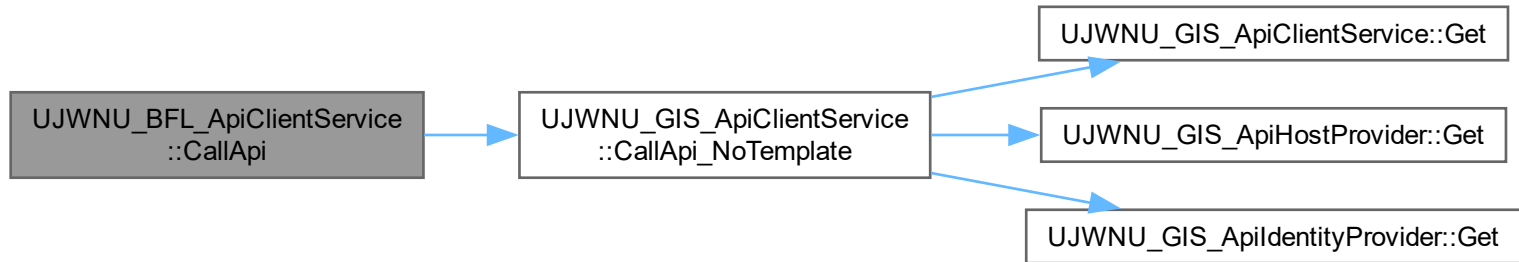 UJWNU_BFL_ApiClientService
::CallApi
UJWNU_GIS_ApiClientService
::CallApi_NoTemplate
UJWNU_GIS_ApiClientService::Get
UJWNU_GIS_ApiHostProvider::Get
UJWNU_GIS_ApiIdentityProvider::Get